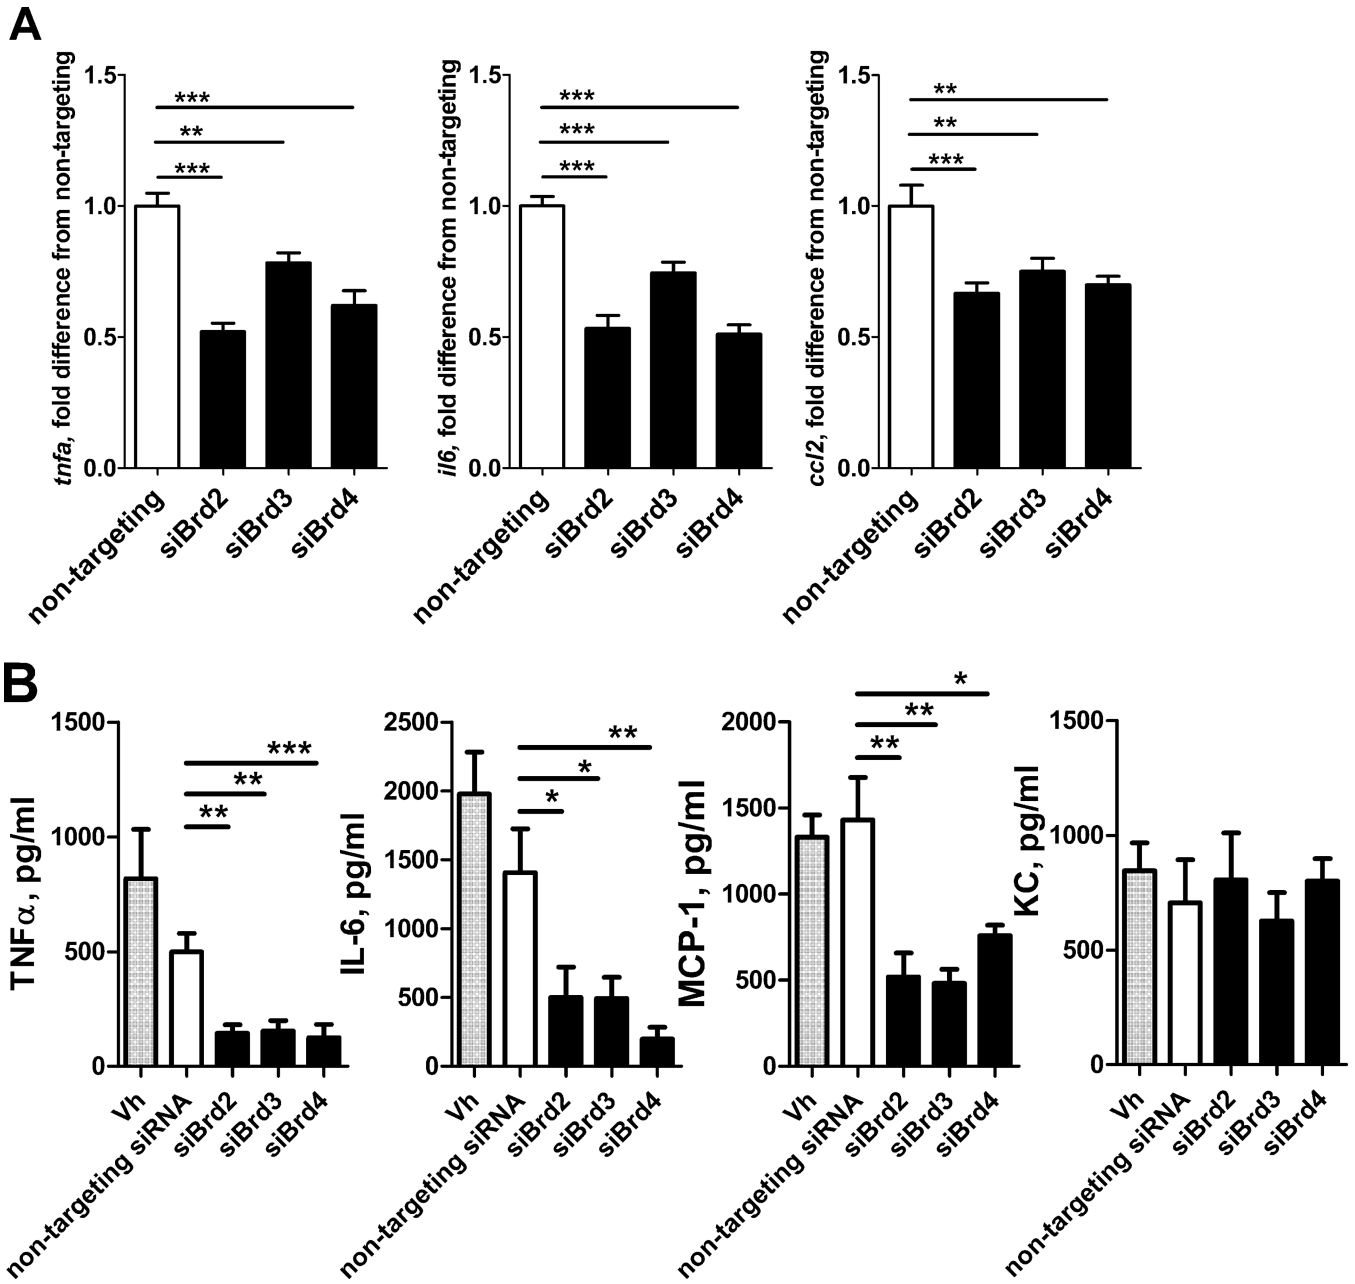 A
tnfa, fold difference from non-targeting
1.5
1.0
0.5
0.0
***
**
***
non-targeting
siBrd2
siBrd3
siBrd4
il6, fold difference from non-targeting
1.5
1.0
0.5
0.0
***
***
***
non-targeting
siBrd2
siBrd3
siBrd4
ccl2, fold difference from non-targeting
1.5
1.0
0.5
0.0
**
**
***
non-targeting
siBrd2
siBrd3
siBrd4
B
TNFα, pg/ml
1500
1000
500
0
***
**
**
Vh
non-targeting siRNA
siBrd2
siBrd3
siBrd4
IL-6, pg/ml
2500
2000
1500
1000
500
0
**
*
*
Vh
non-targeting siRNA
siBrd2
siBrd3
siBrd4
MCP-1, pg/ml
2000
1500
1000
500
0
*
**
**
Vh
non-targeting siRNA
siBrd2
siBrd3
siBrd4
KC, pg/ml
1500
1000
500
0
Vh
non-targeting siRNA
siBrd2
siBrd3
siBrd4